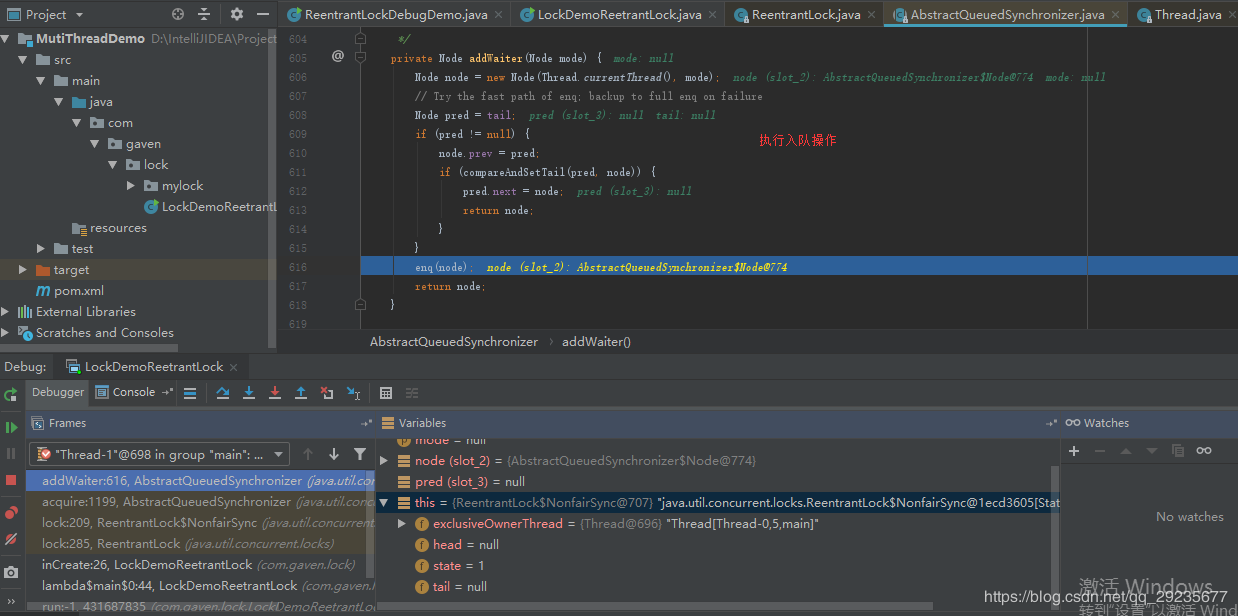 Project
ReentrantLockDebugDemo.java
LockDemoReetrantLock.java
ReentrantLock.java
AbstractQueuedSynchronizer.java
Thread.java
MutiThreadDemo D:\IntelliJIDEA\Project
src
main
java
com
gaven
lock
mylock
LockDemoReetrantL
resources
test
target
pom.xml
External Libraries
Scratches and Consoles
604 */
605 @ private Node addWaiter(Node mode) { mode: null
606 Node node = new Node(Thread.currentThread(), mode); node (slot_2): AbstractQueuedSynchronizer$Node@774 mode: null
607 // Try the fast path of enq; backup to full enq on failure
608 Node pred = tail; pred (slot_3): null tail: null
609 if (pred != null) {
执行入队操作
610 node.prev = pred;
611 if (compareAndSetTail(pred, node)) {
612 pred.next = node; pred (slot_3): null
613 return node;
614 }
615 }
616 enq(node); node (slot_2): AbstractQueuedSynchronizer$Node@774
617 return node;
618 }
619
AbstractQueuedSynchronizer › addWaiter()
Debug: LockDemoReetrantLock
Debugger Console
Frames
"Thread-1"@698 in group "main": ...
addWaiter:616, AbstractQueuedSynchronizer (java.util.con
acquire:1199, AbstractQueuedSynchronizer (java.util.concu
lock:209, ReentrantLock$NonfairSync (java.util.concurrent
lock:285, ReentrantLock (java.util.concurrent.locks)
inCreate:26, LockDemoReetrantLock (com.gaven.lock)
lambda$main$0:44, LockDemoReetrantLock (com.gaven.lo
run:-1, 431687835 (com.gaven.lock.LockDemoReetrantLo
Variables
mode = null
node (slot_2) = {AbstractQueuedSynchronizer$Node@774}
pred (slot_3) = null
this = {ReentrantLock$NonfairSync@707} "java.util.concurrent.locks.ReentrantLock$NonfairSync@1ecd3605[Stat
exclusiveOwnerThread = {Thread@696} "Thread[Thread-0,5,main]"
head = null
state = 1
tail = null
Watches
No watches
激活 Windows
转到"设置"以激活 Wind
https://blog.csdn.net/qq_29235677